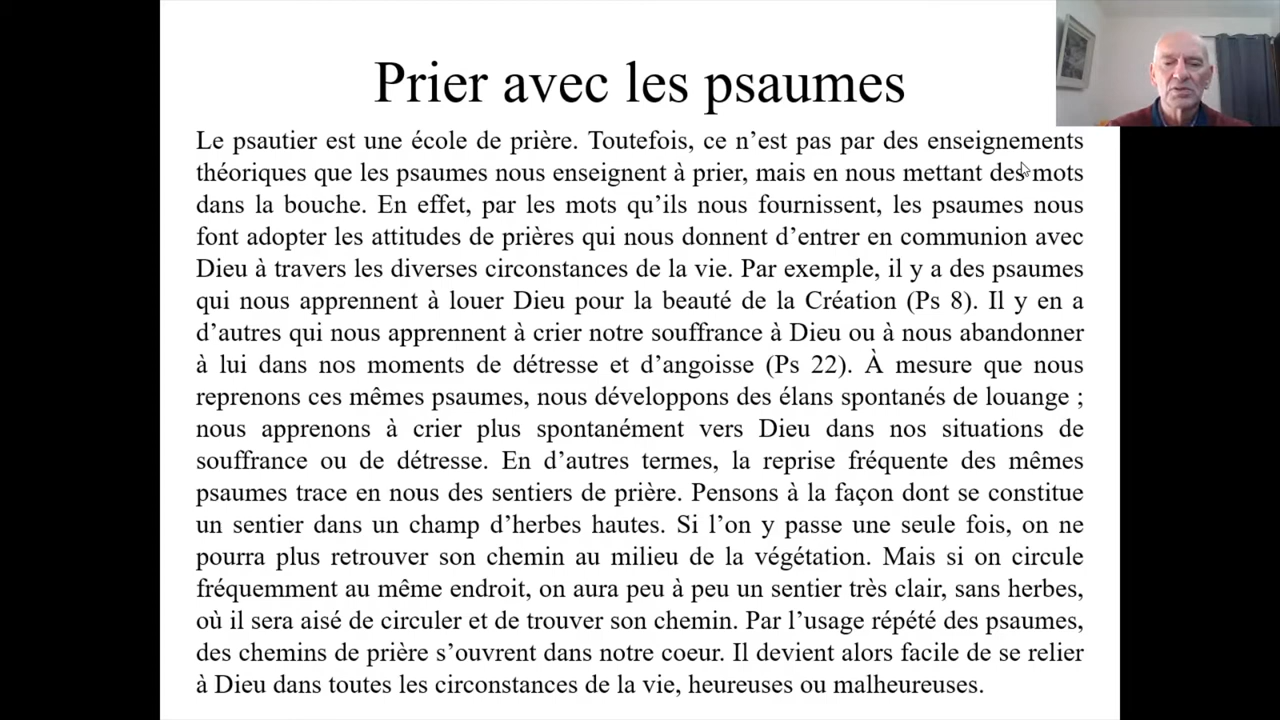 Prier avec les psaumes
Le psautier est une école de prière. Toutefois, ce n’est pas par des enseignements
théoriques que les psaumes nous enseignent à prier, mais en nous mettant des mots
dans la bouche. En effet, par les mots qu’ils nous fournissent, les psaumes nous
font adopter les attitudes de prières qui nous donnent d’entrer en communion avec
Dieu à travers les diverses circonstances de la vie. Par exemple, il y a des psaumes
qui nous apprennent à louer Dieu pour la beauté de la Création (Ps 8). Il y en a
d’autres qui nous apprennent à crier notre souffrance à Dieu ou à nous abandonner
à lui dans nos moments de détresse et d’angoisse (Ps 22). À mesure que nous
reprenons ces mêmes psaumes, nous développons des élans spontanés de louange ;
nous apprenons à crier plus spontanément vers Dieu dans nos situations de
souffrance ou de détresse. En d’autres termes, la reprise fréquente des mêmes
psaumes trace en nous des sentiers de prière. Pensons à la façon dont se constitue
un sentier dans un champ d’herbes hautes. Si l’on y passe une seule fois, on ne
pourra plus retrouver son chemin au milieu de la végétation. Mais si on circule
fréquemment au même endroit, on aura peu à peu un sentier très clair, sans herbes,
où il sera aisé de circuler et de trouver son chemin. Par l’usage répété des psaumes,
des chemins de prière s’ouvrent dans notre coeur. Il devient alors facile de se relier
à Dieu dans toutes les circonstances de la vie, heureuses ou malheureuses.